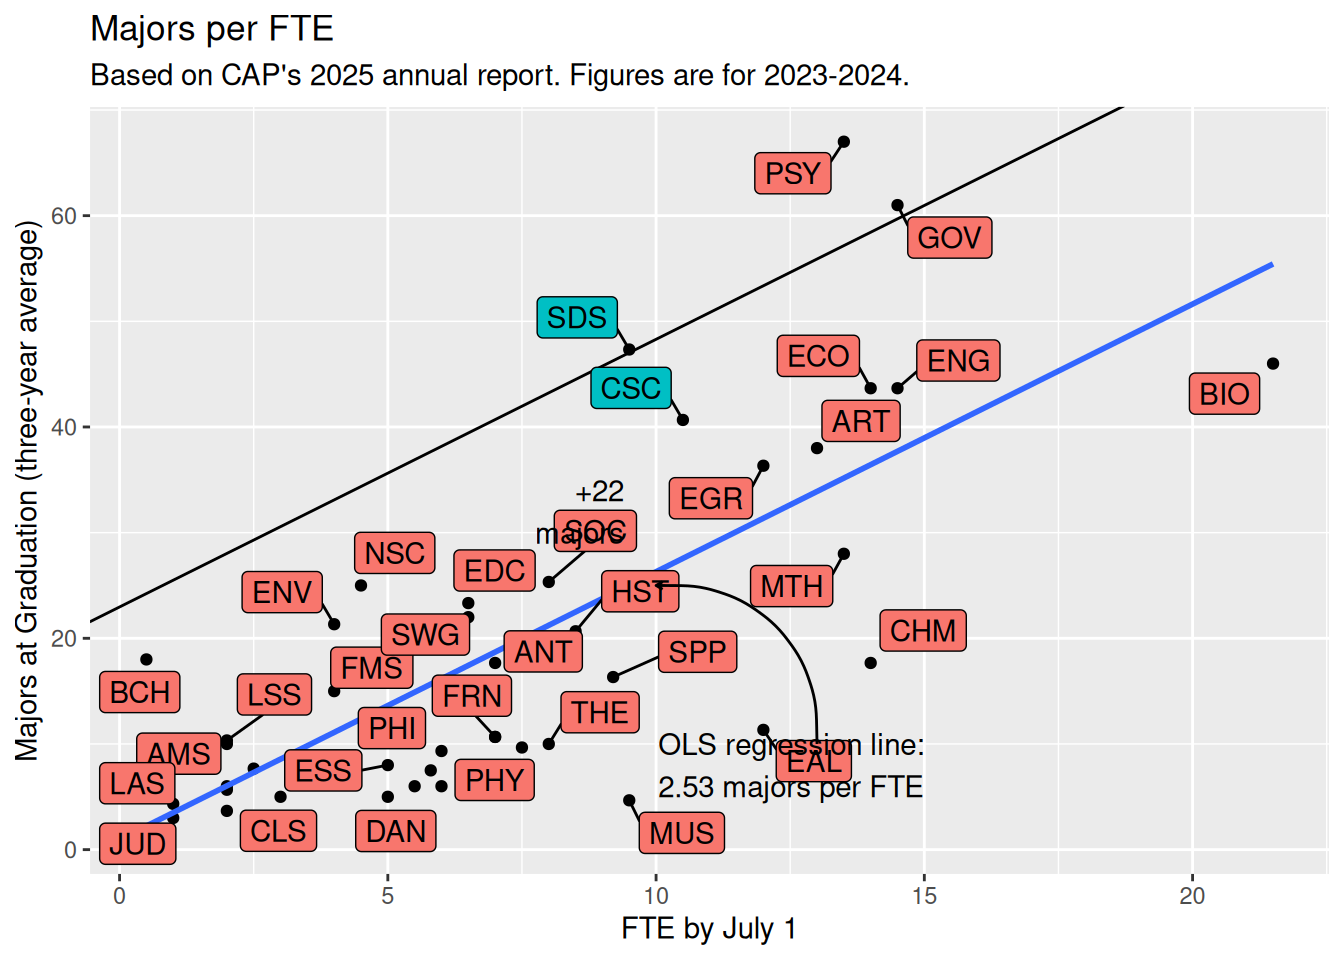 Majors per FTE
Based on CAP's 2025 annual report. Figures are for 2023-2024.
Majors at Graduation (three-year average)
60
40
20
0
PSY
GOV
SDS
CSC
ECO
ENG
BIO
ART
EGR
+22
majors
SOC
NSC
EDC
ENV
HST
MTH
SWG
CHM
ANT
SPP
FMS
BCH
LSS
FRN
THE
PHI
AMS
OLS regression line:
EAL
2.53 majors per FTE
ESS
PHY
LAS
CLS
DAN
MUS
JUD
0
5
10
15
20
FTE by July 1